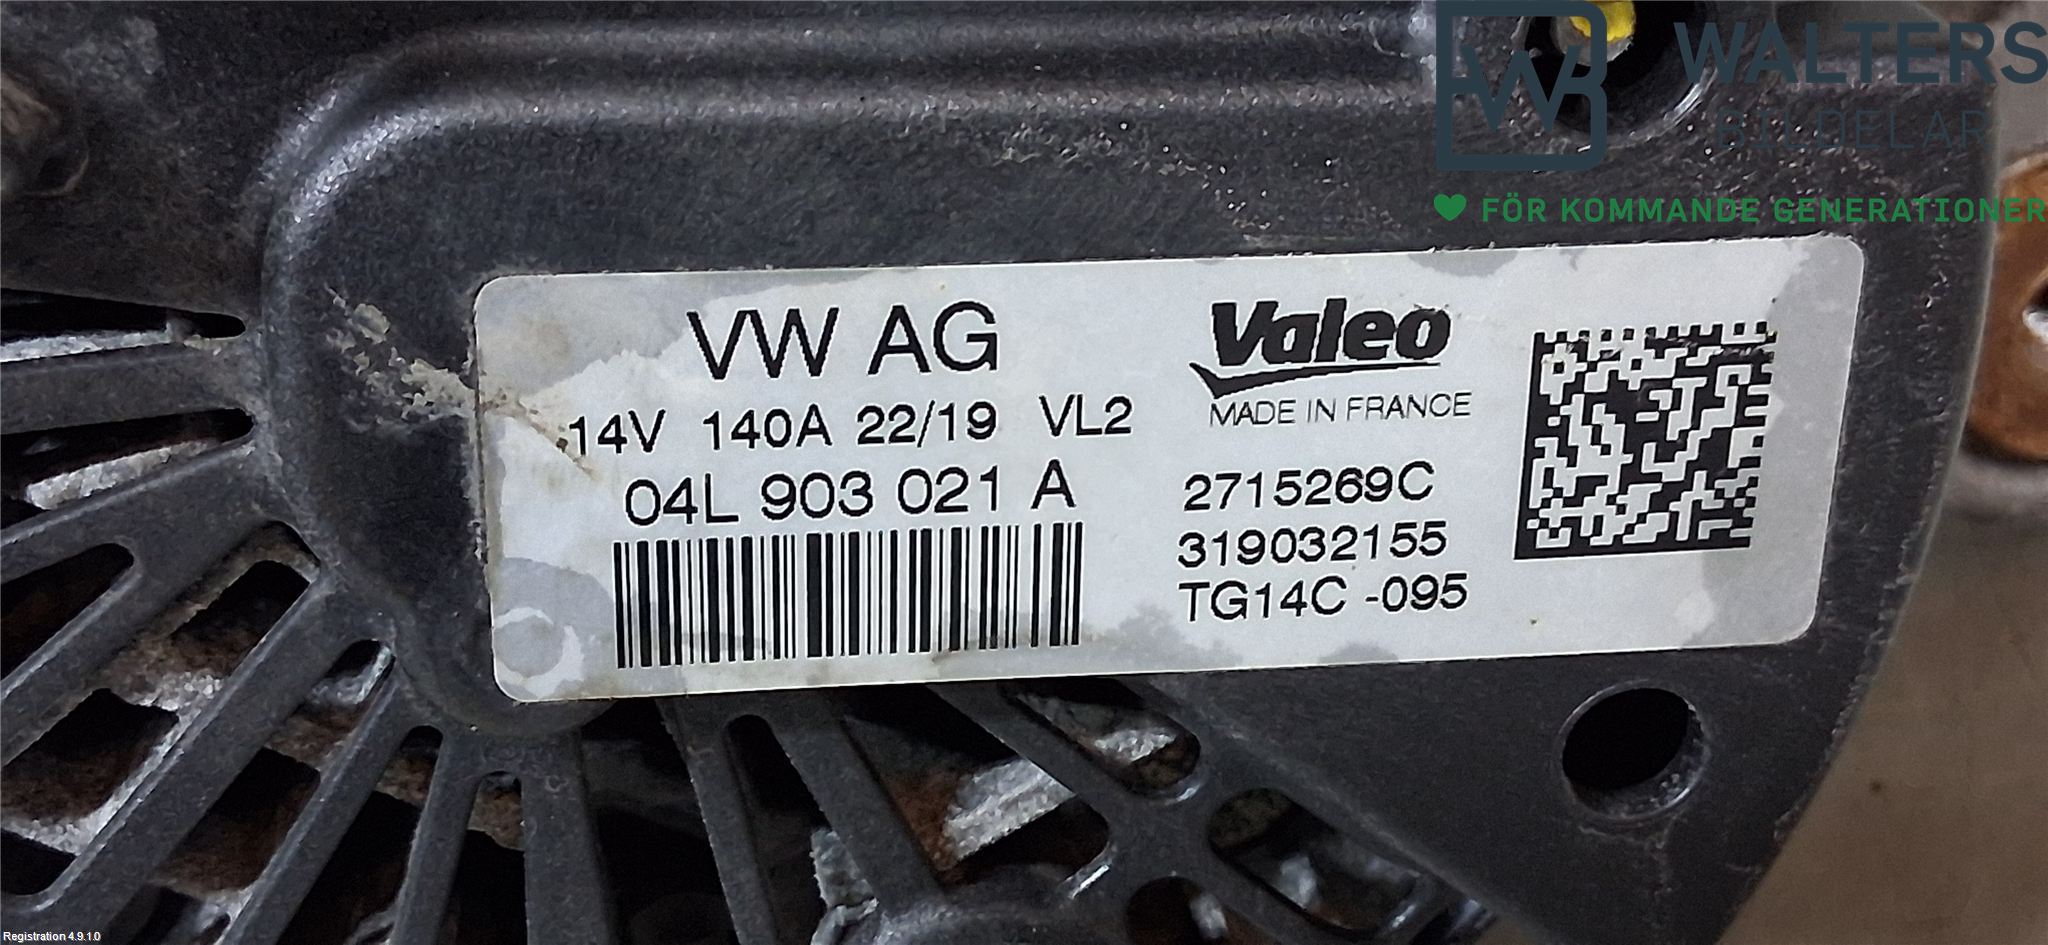 WALTERS
BILDELAR
FÖR KOMMANDE GENERATIONER
VW AG
14V 140A 22/19 VL2
04L 903 021 A
Valeo
MADE IN FRANCE
2715269C
319032155
TG14C -095
Registration 4.9.1.0